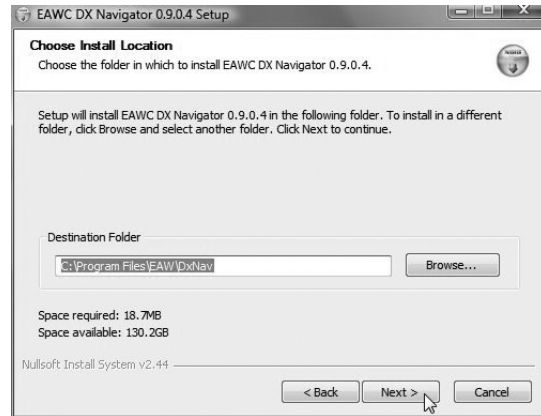 EAWC DX Navigator 0.9.0.4 Setup
Choose Install Location
Choose the folder in which to install EAWC DX Navigator 0.9.0.4.
Setup will install EAWC DX Navigator 0.9.0.4 in the following folder. To install in a different
folder, click Browse and select another folder. Click Next to continue.
Destination Folder
C:\Program Files\EAW\DxNav
Browse...
Space required: 18.7MB
Space available: 130.2GB
Nullsoft Install System v2.44
< Back
Next >
Cancel